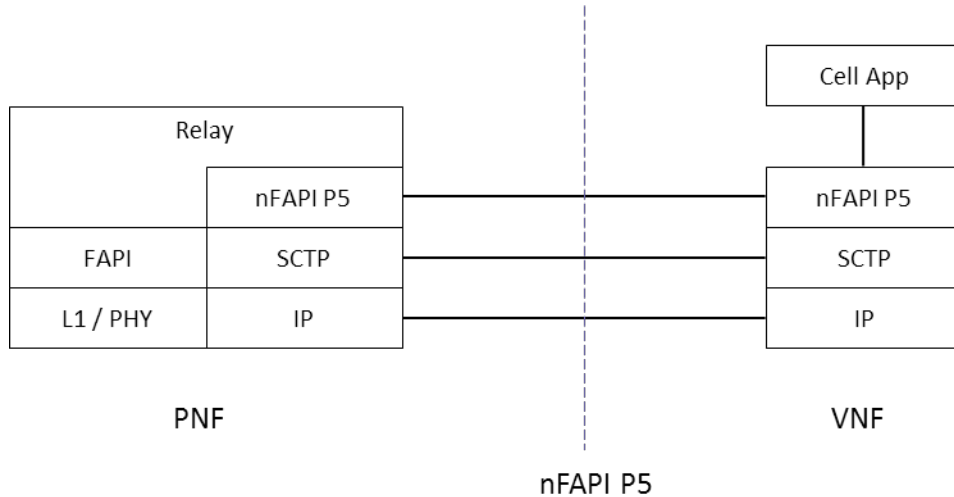 Cell App
Relay
nFAPI P5
nFAPI P5
FAPI
SCTP
SCTP
L1 / PHY
IP
IP
PNF
VNF
nFAPI P5